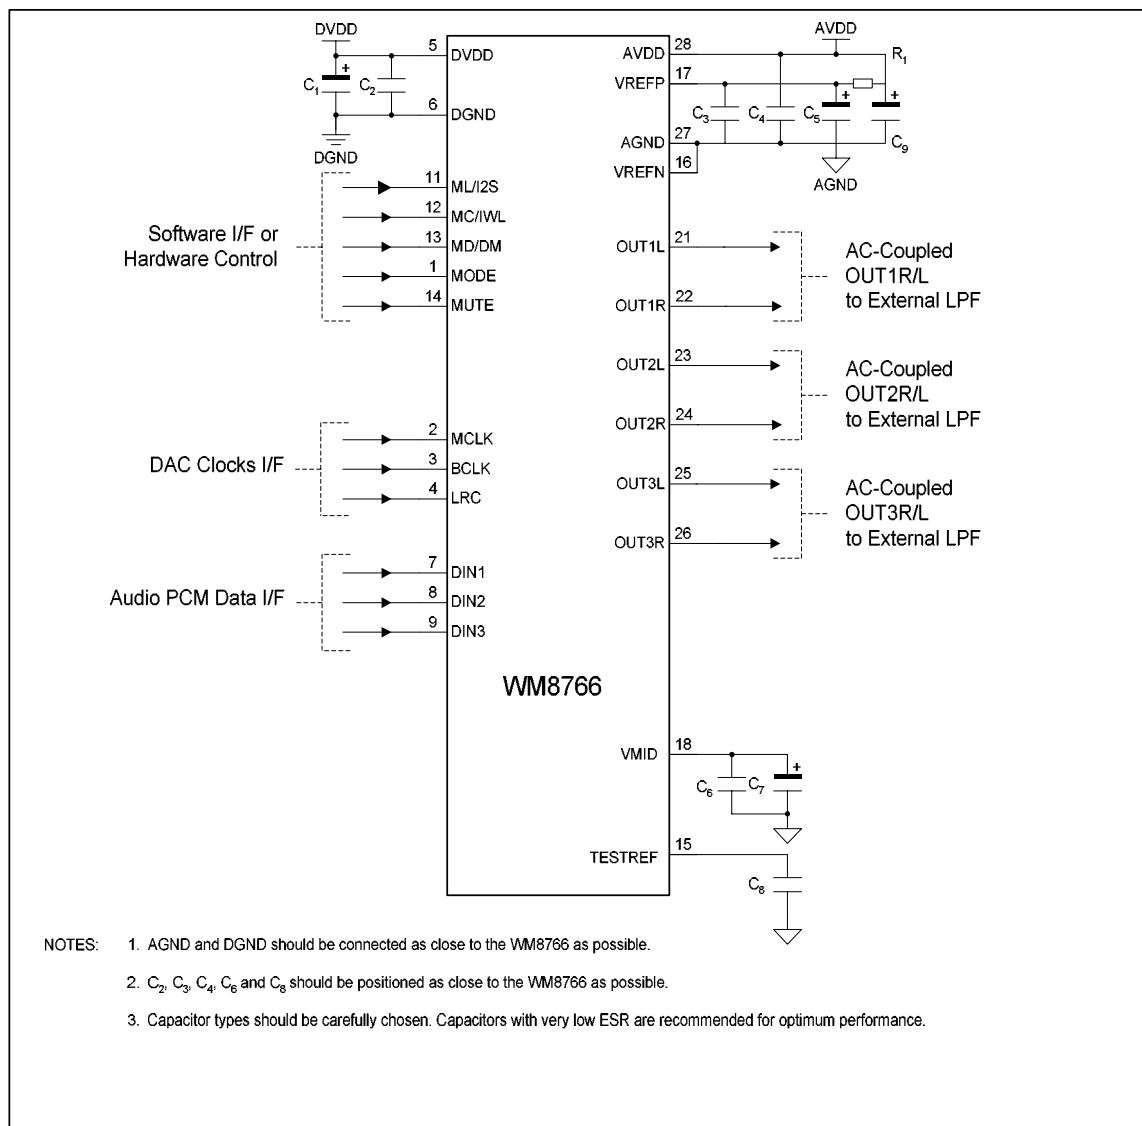 DVDD
5
DVDD
+
C1
C2
6
DGND
DGND
AVDD
28
AVDD
R1
VREFP
17
+
+
C3
C4
C5
C9
AGND
27
VREFN
16
AGND
Software I/F or
Hardware Control
11
ML/I2S
12
MC/IWL
13
MD/DM
1
MODE
14
MUTE
OUT1L
21
OUT1R
22
AC-Coupled
OUT1R/L
to External LPF
OUT2L
23
OUT2R
24
AC-Coupled
OUT2R/L
to External LPF
DAC Clocks I/F
2
MCLK
3
BCLK
4
LRC
OUT3L
25
OUT3R
26
AC-Coupled
OUT3R/L
to External LPF
Audio PCM Data I/F
7
DIN1
8
DIN2
9
DIN3
WM8766
VMID
18
+
C6
C7
TESTREF
15
C8
NOTES: 1. AGND and DGND should be connected as close to the WM8766 as possible.
2. C2, C3, C4, C6 and C8 should be positioned as close to the WM8766 as possible.
3. Capacitor types should be carefully chosen. Capacitors with very low ESR are recommended for optimum performance.